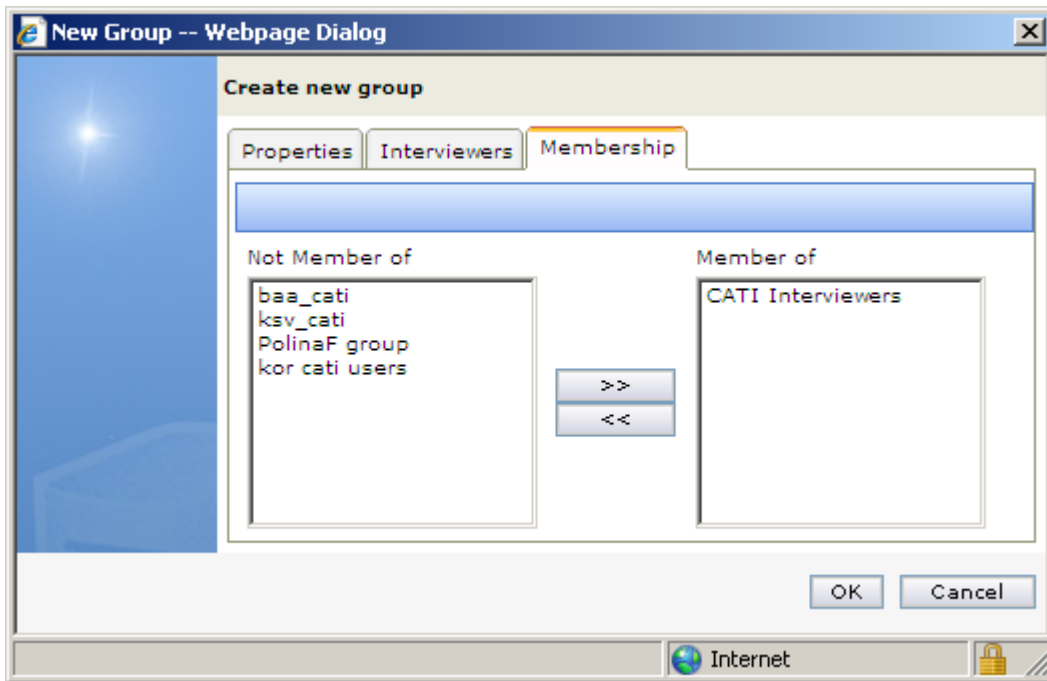 New Group -- Webpage Dialog
Create new group
Properties Interviewers Membership
Not Member of Member of
baa_cati CATI Interviewers
ksv_cati
PolinaF group
kor cati users
>>
<<
OK Cancel
Internet